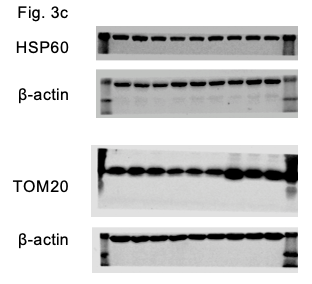 Fig. 3c
HSP60
β-actin
TOM20
β-actin